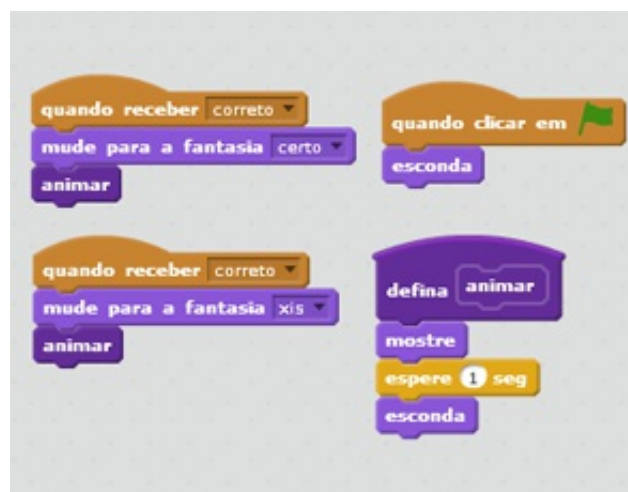 quando receber correto
mude para a fantasia certo
animar
quando clicar em
esconda
quando receber correto
mude para a fantasia xis
animar
defina animar
mostre
espere 1 seg
esconda